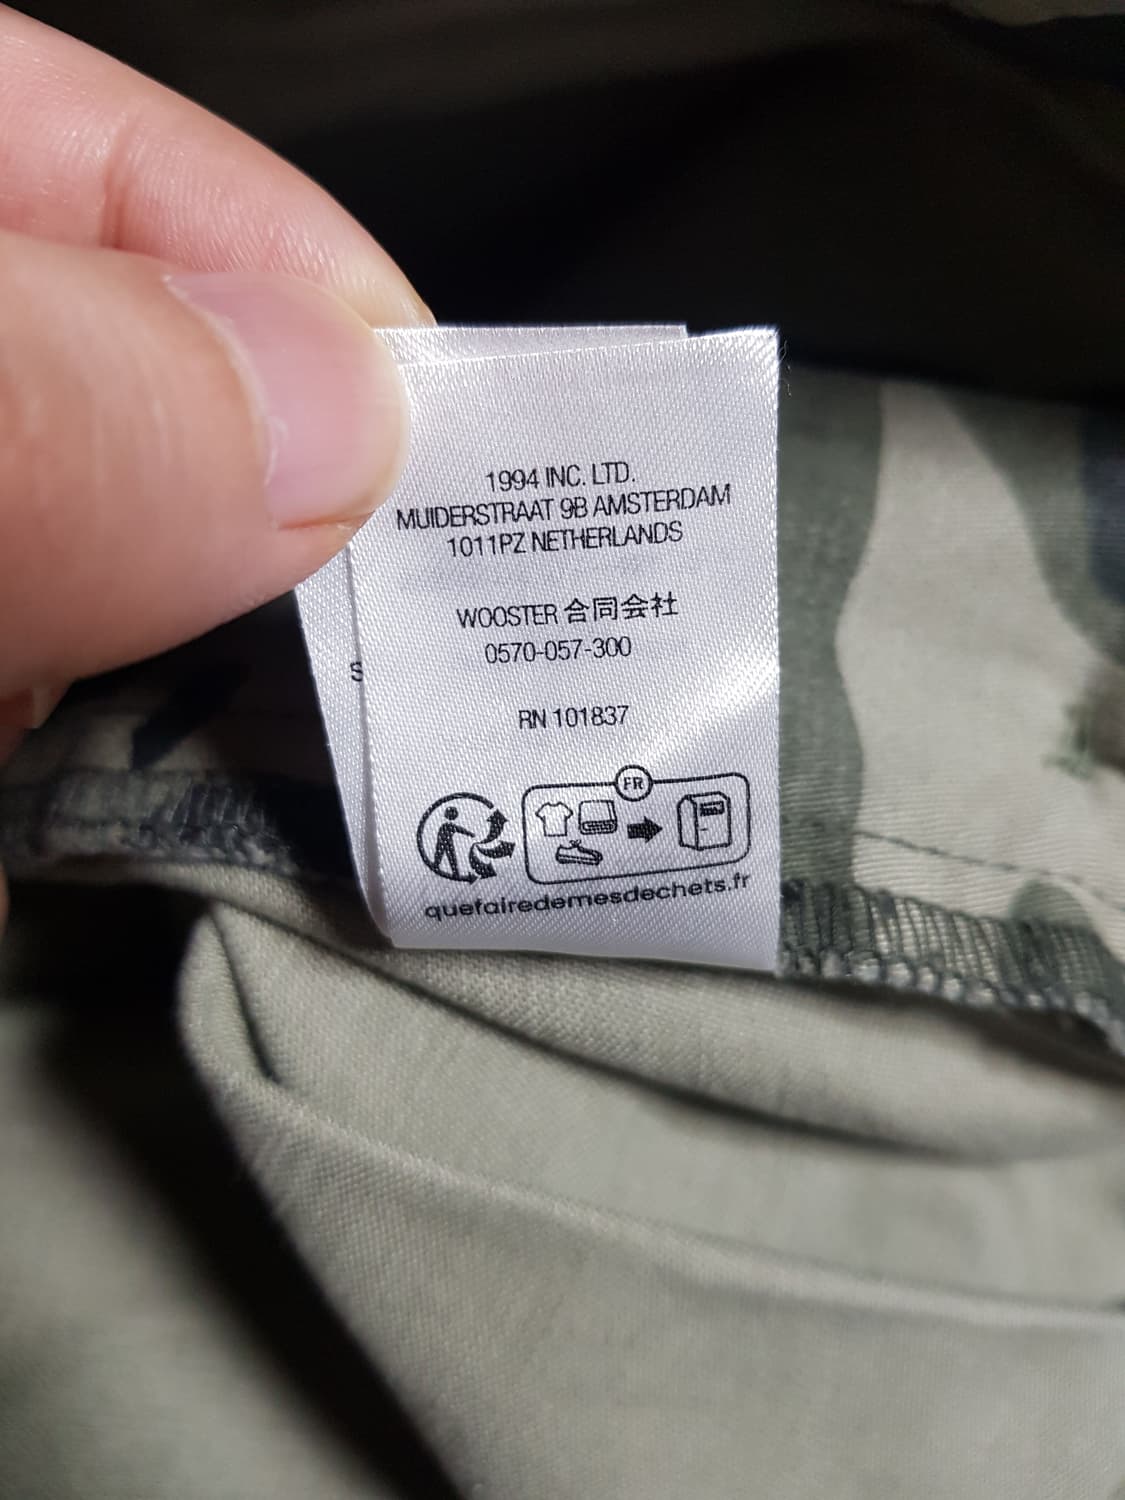 1994 INC. LTD.
MUIDERSTRAAT 9B AMSTERDAM
1011PZ NETHERLANDS
WOOSTER 合同会社
0570-057-300
RN 101837
FR
quefairedemesdechets.fr